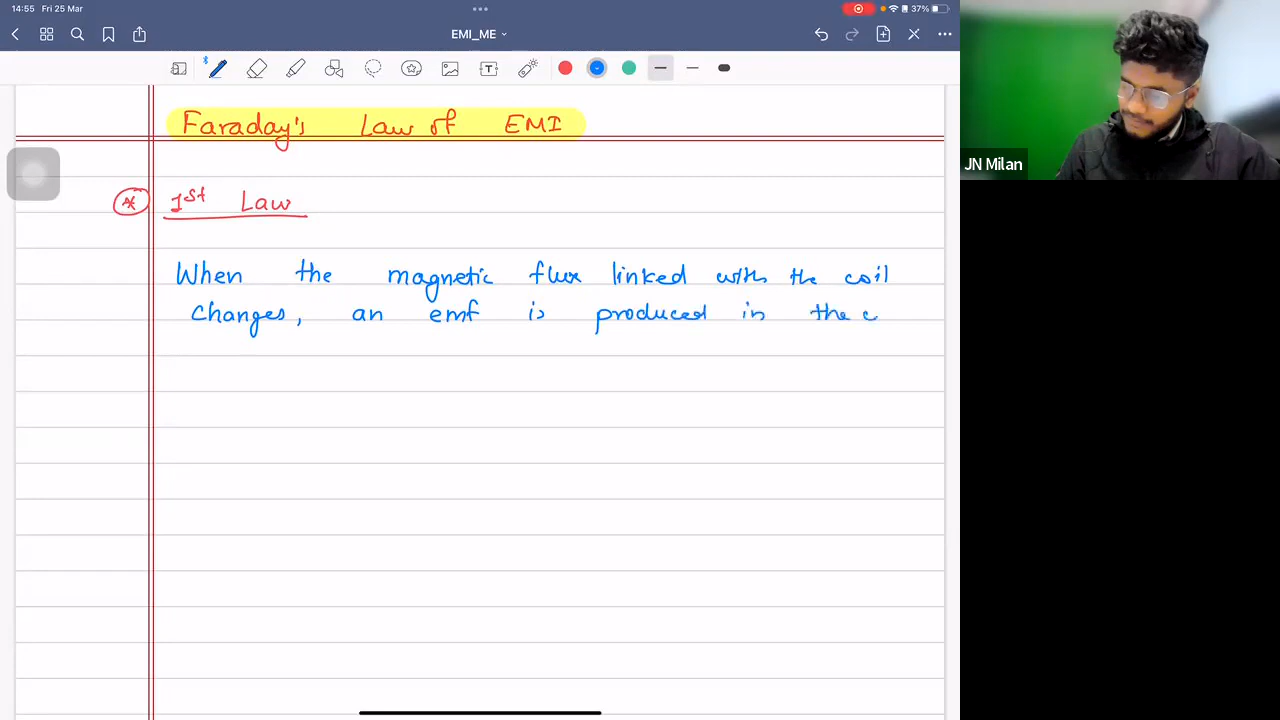 14:55 Fri 25 Mar
37%
EMI_ME
JN Milan
Faraday's Law of EMI
1st Law
When the magnetic flux linked with the coil
changes, an emf is produced in the c